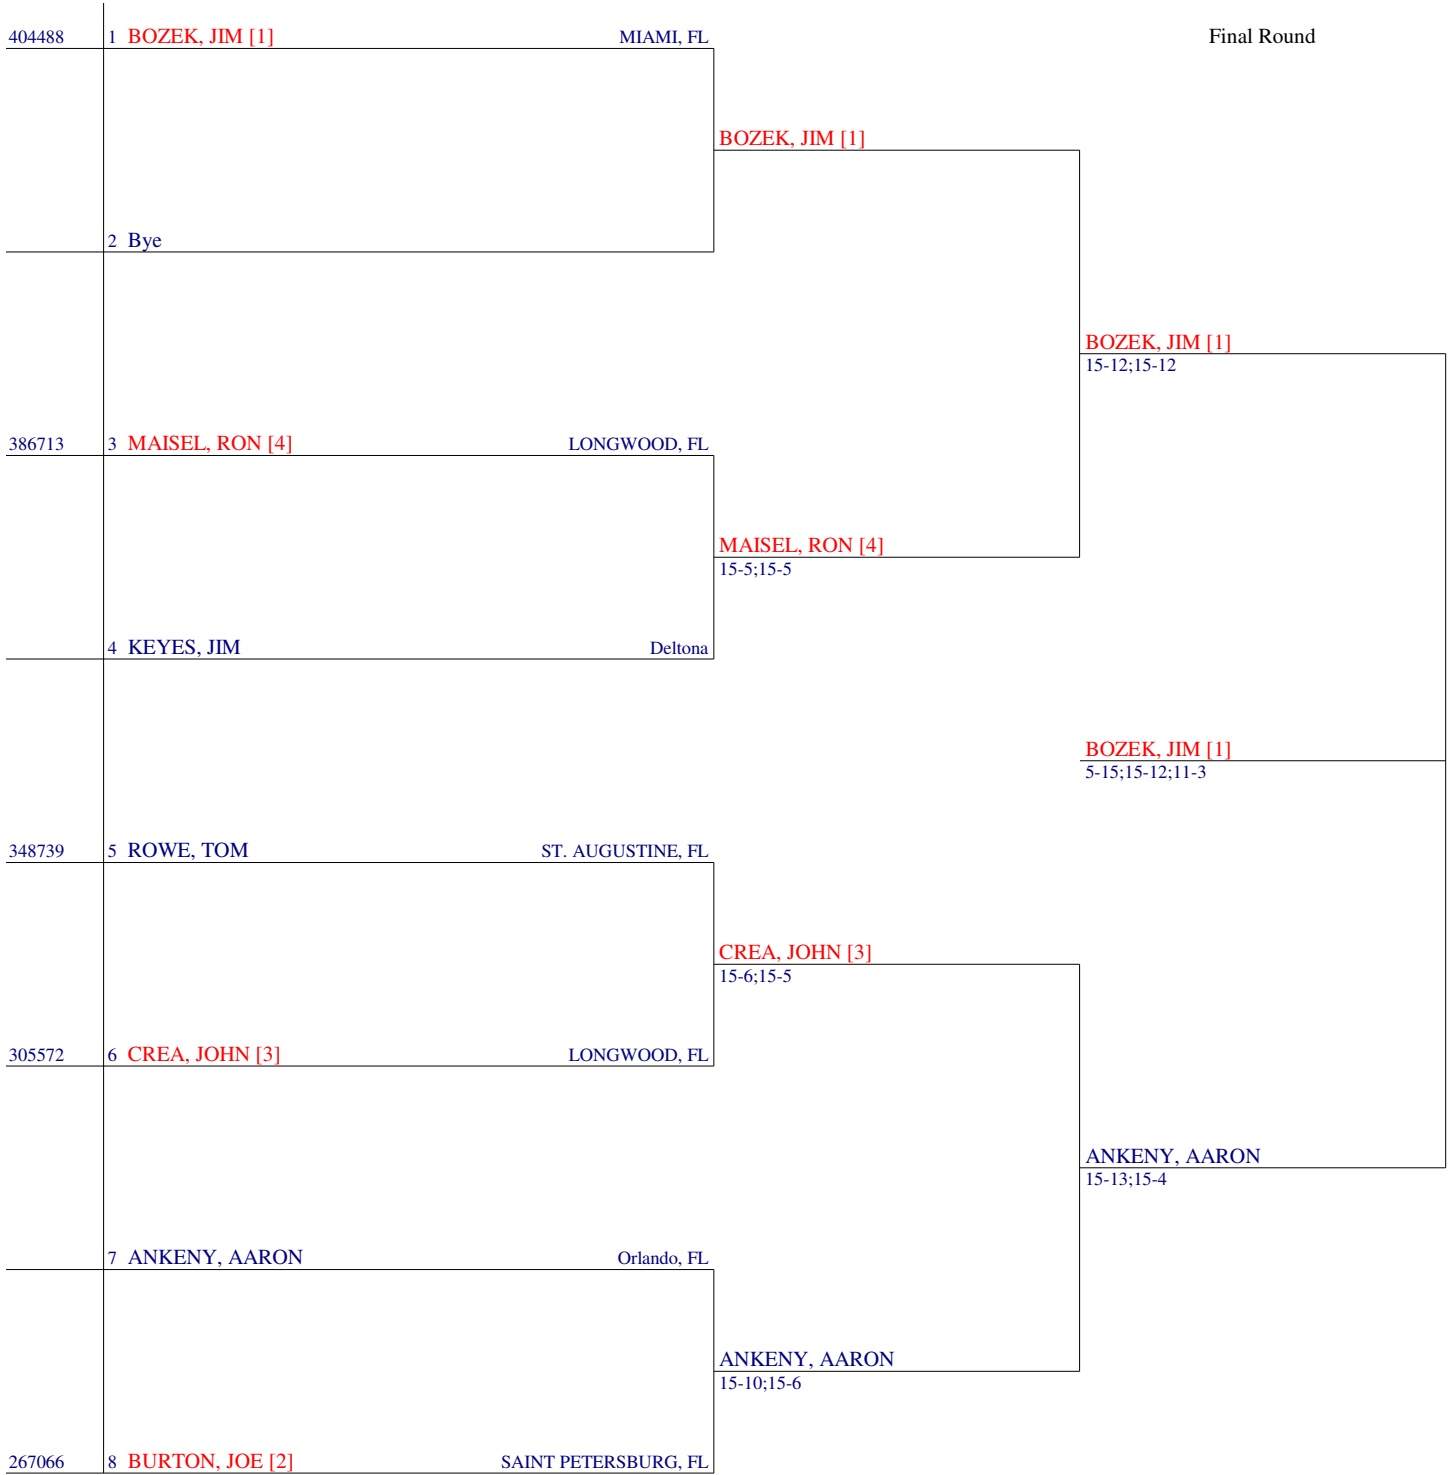 404488 1 BOZEK, JIM [1] MIAMI, FL Final Round
BOZEK, JIM [1]
2 Bye
BOZEK, JIM [1]
15-12;15-12
386713 3 MAISEL, RON [4] LONGWOOD, FL
MAISEL, RON [4]
15-5;15-5
4 KEYES, JIM Deltona
BOZEK, JIM [1]
5-15;15-12;11-3
348739 5 ROWE, TOM ST. AUGUSTINE, FL
CREA, JOHN [3]
15-6;15-5
305572 6 CREA, JOHN [3] LONGWOOD, FL
ANKENY, AARON
15-13;15-4
7 ANKENY, AARON Orlando, FL
ANKENY, AARON
15-10;15-6
267066 8 BURTON, JOE [2] SAINT PETERSBURG, FL